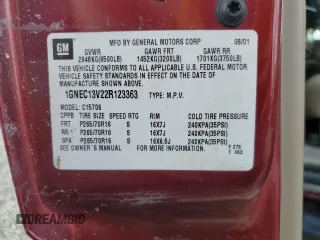 GM
MFD BY GENERAL MOTORS CORP 08/01
GVWR GAWR FRT GAWR RR
2948KG(6500LB) 1452KG(3200LB) 1701KG(3750LB)
THIS VEHICLE CONFORMS TO ALL APPLICABLE U.S. FEDERAL
MOTOR VEHICLE SAFETY STANDARDS IN EFFECT ON THE DATE
OF MANUFACTURE SHOWN ABOVE.
1GNEC13V22R123363 TYPE: M.P.V.
MODEL: C15706
TIRE SIZE SPEED RTG RIM COLD TIRE PRESSURE
FRT. P265/70R16 S 16X7J 240KPA(35PSI)
RR. P265/70R16 S 16X7J 240KPA(35PSI)
SPA. P265/70R16 S 16X6.5J 240KPA(35PSI)
SEE OWNER'S MANUAL FOR ADDITIONAL INFORMATION
AUTOBIDMASTER